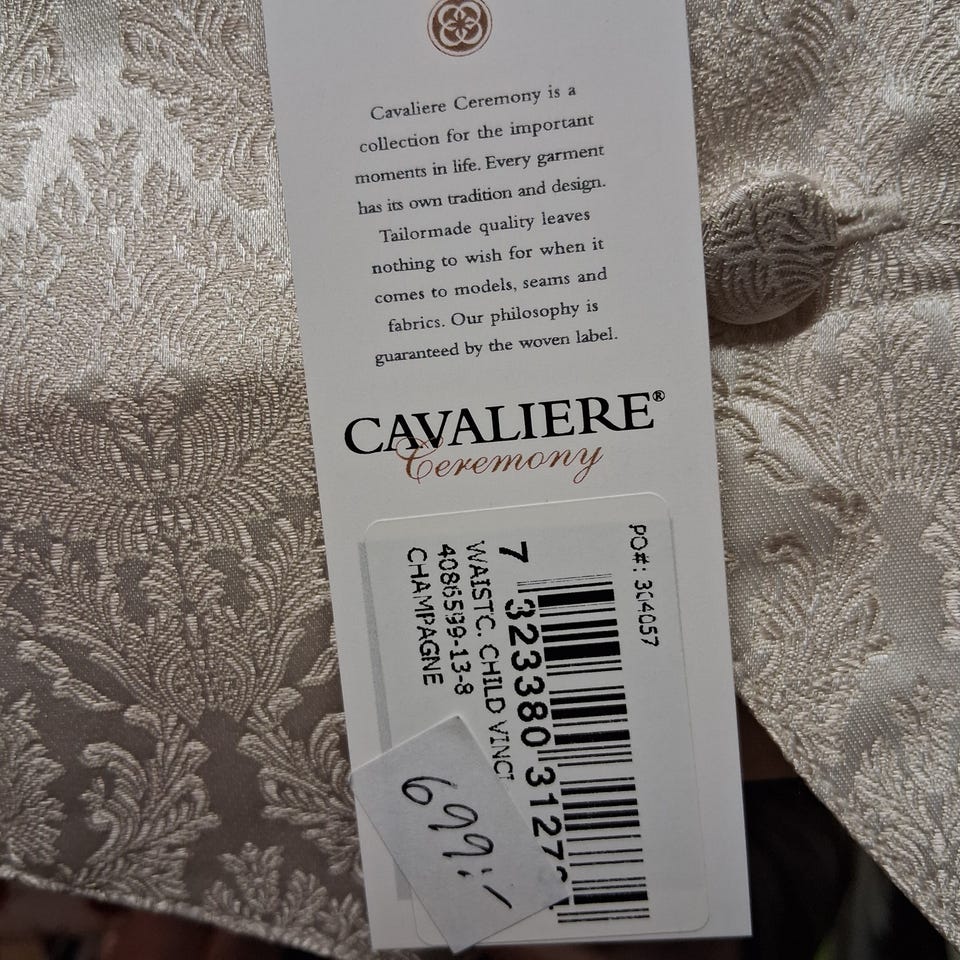 Cavaliere Ceremony is a
collection for the important
moments in life. Every garment
has its own tradition and design.
Tailormade quality leaves
nothing to wish for when it
comes to models, seams and
fabrics. Our philosophy is
guaranteed by the woven label.
CAVALIERE®
Ceremony
PO#: 304057
7 323380 3127
WAISTC. CHILD VINCI
4086599-13-8
CHAMPAGNE
699:-